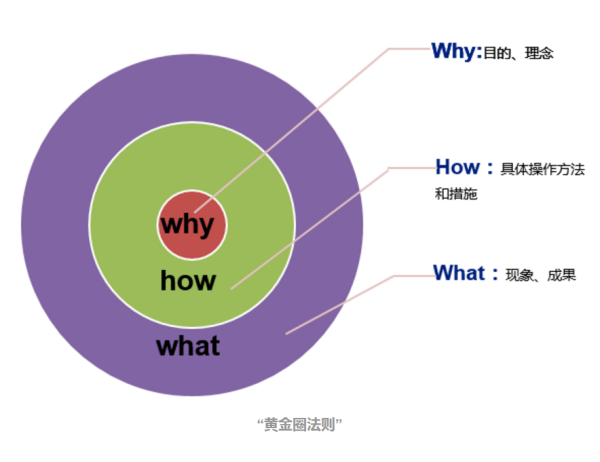 Why:目的、理念
How：具体操作方法
和措施
why
how
What：现象、成果
what
“黄金圈法则”